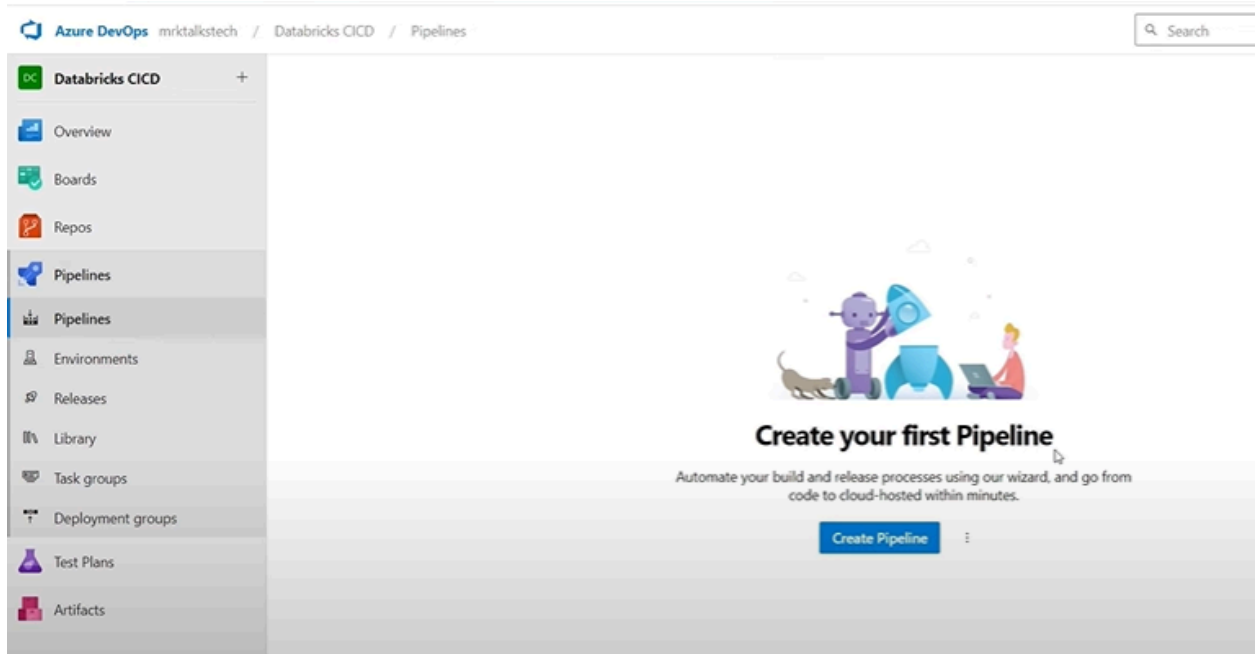 Azure DevOps mrktalkstech / Databricks CICD / Pipelines
Search
DC Databricks CICD +
Overview
Boards
Repos
Pipelines
Pipelines
Environments
Releases
Library
Task groups
Deployment groups
Test Plans
Artifacts
Create your first Pipeline
Automate your build and release processes using our wizard, and go from
code to cloud-hosted within minutes.
Create Pipeline